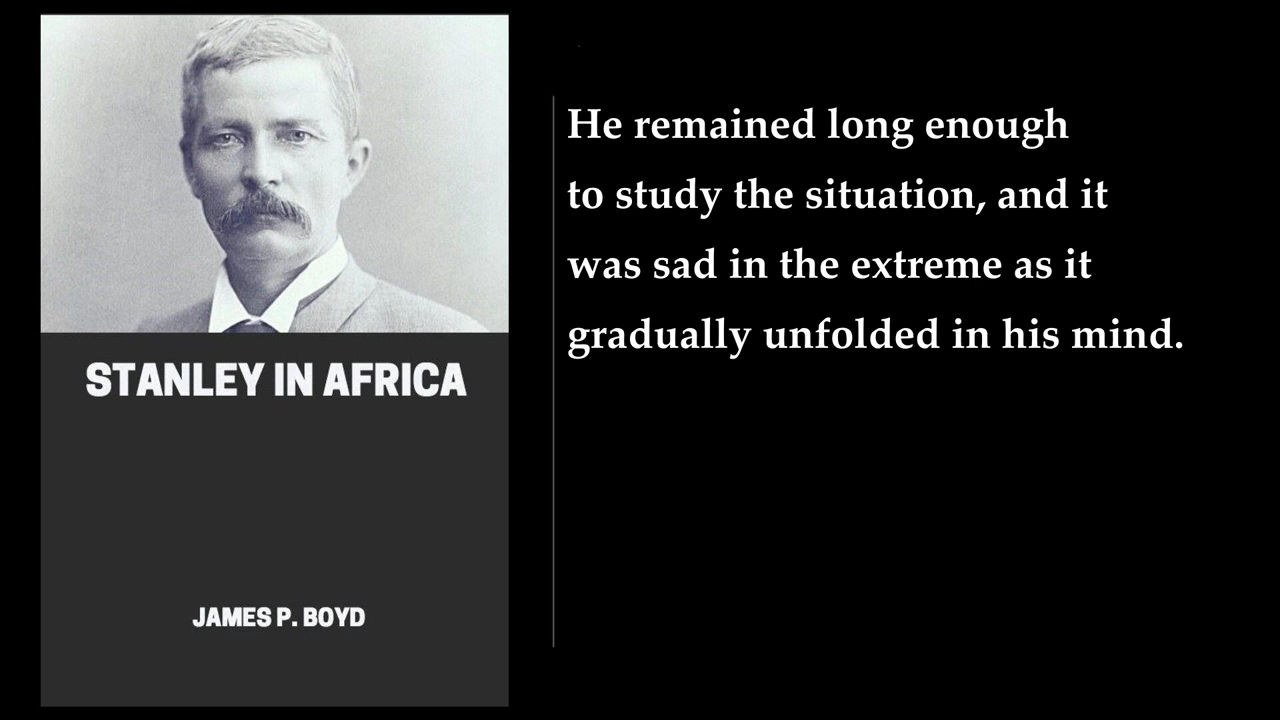 STANLEY IN AFRICA
JAMES P. BOYD
He remained long enough
to study the situation, and it
was sad in the extreme as it
gradually unfolded in his mind.